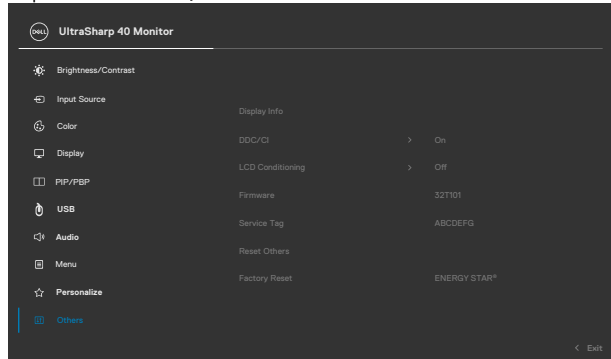 DELL UltraSharp 40 Monitor
Brightness/Contrast
Input Source
Display Info
Color
DDC/CI > On
Display
LCD Conditioning > Off
PIP/PBP
Firmware 32T101
USB
Service Tag ABCDEFG
Audio
Reset Others
Menu
Factory Reset ENERGY STAR®
Personalize
Others
< Exit